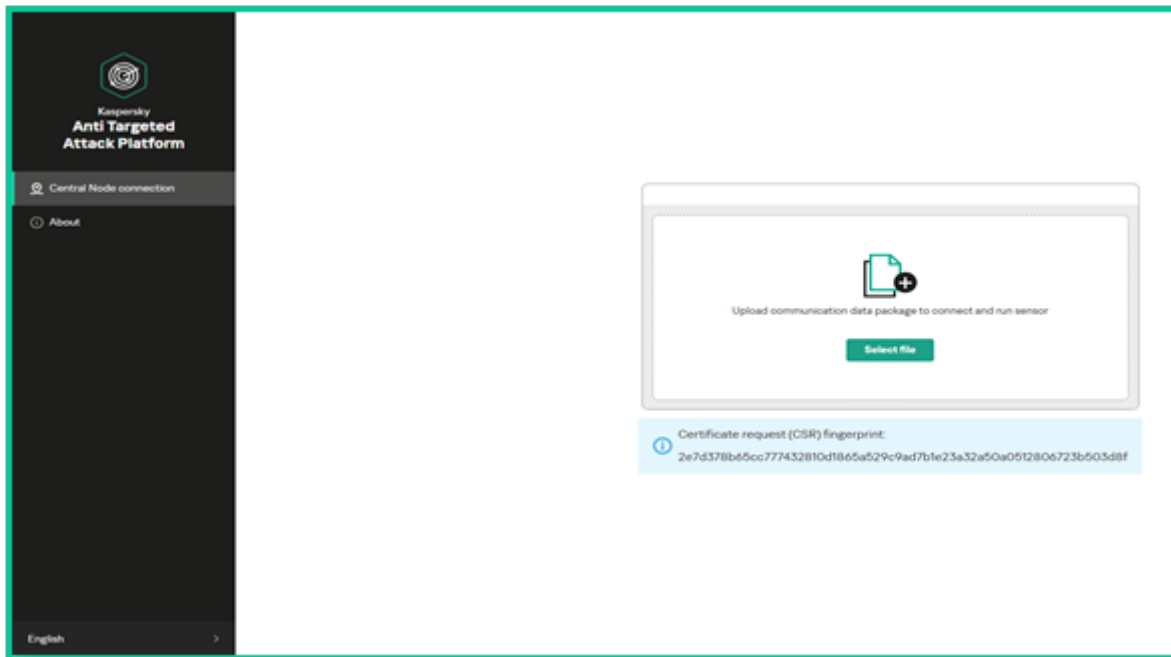 Kaspersky
Anti Targeted
Attack Platform
Central Node connection
About
Upload communication data package to connect and run sensor
Select file
Certificate request (CSR) fingerprint:
2e7d378b65cc777432810d1865a529c9ad7b1e23a32a50a0512806723b503d8f
English